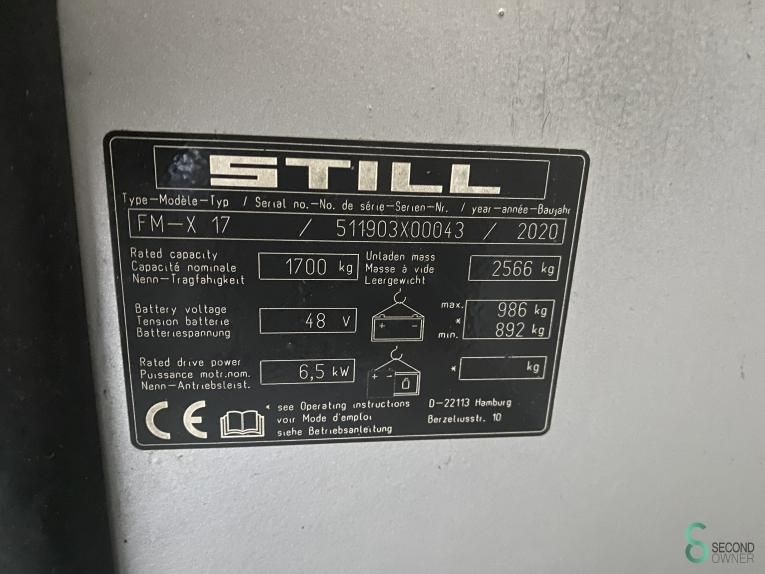 STILL
Type-Modèle-Typ / Serial no.-No. de série-Serien-Nr. / year-année-Baujahr
FM-X 17 / 511903X00043 / 2020
Rated capacity
Capacité nominale
Nenn-Tragfähigkeit
1700 kg
Unladen mass
Masse à vide
Leergewicht
2566 kg
Battery voltage
Tension batterie
Batteriespannung
48 V
+ -
max. 986 kg
*
min. 892 kg
Rated drive power
Puissance motr.nom.
Nenn-Antriebsleist.
6,5 kW
+ -
* kg
CE
* see Operating instructions
voir Mode d'emploi
siehe Betriebsanleitung
D-22113 Hamburg
Berzeliusstr. 10
SECOND
OWNER